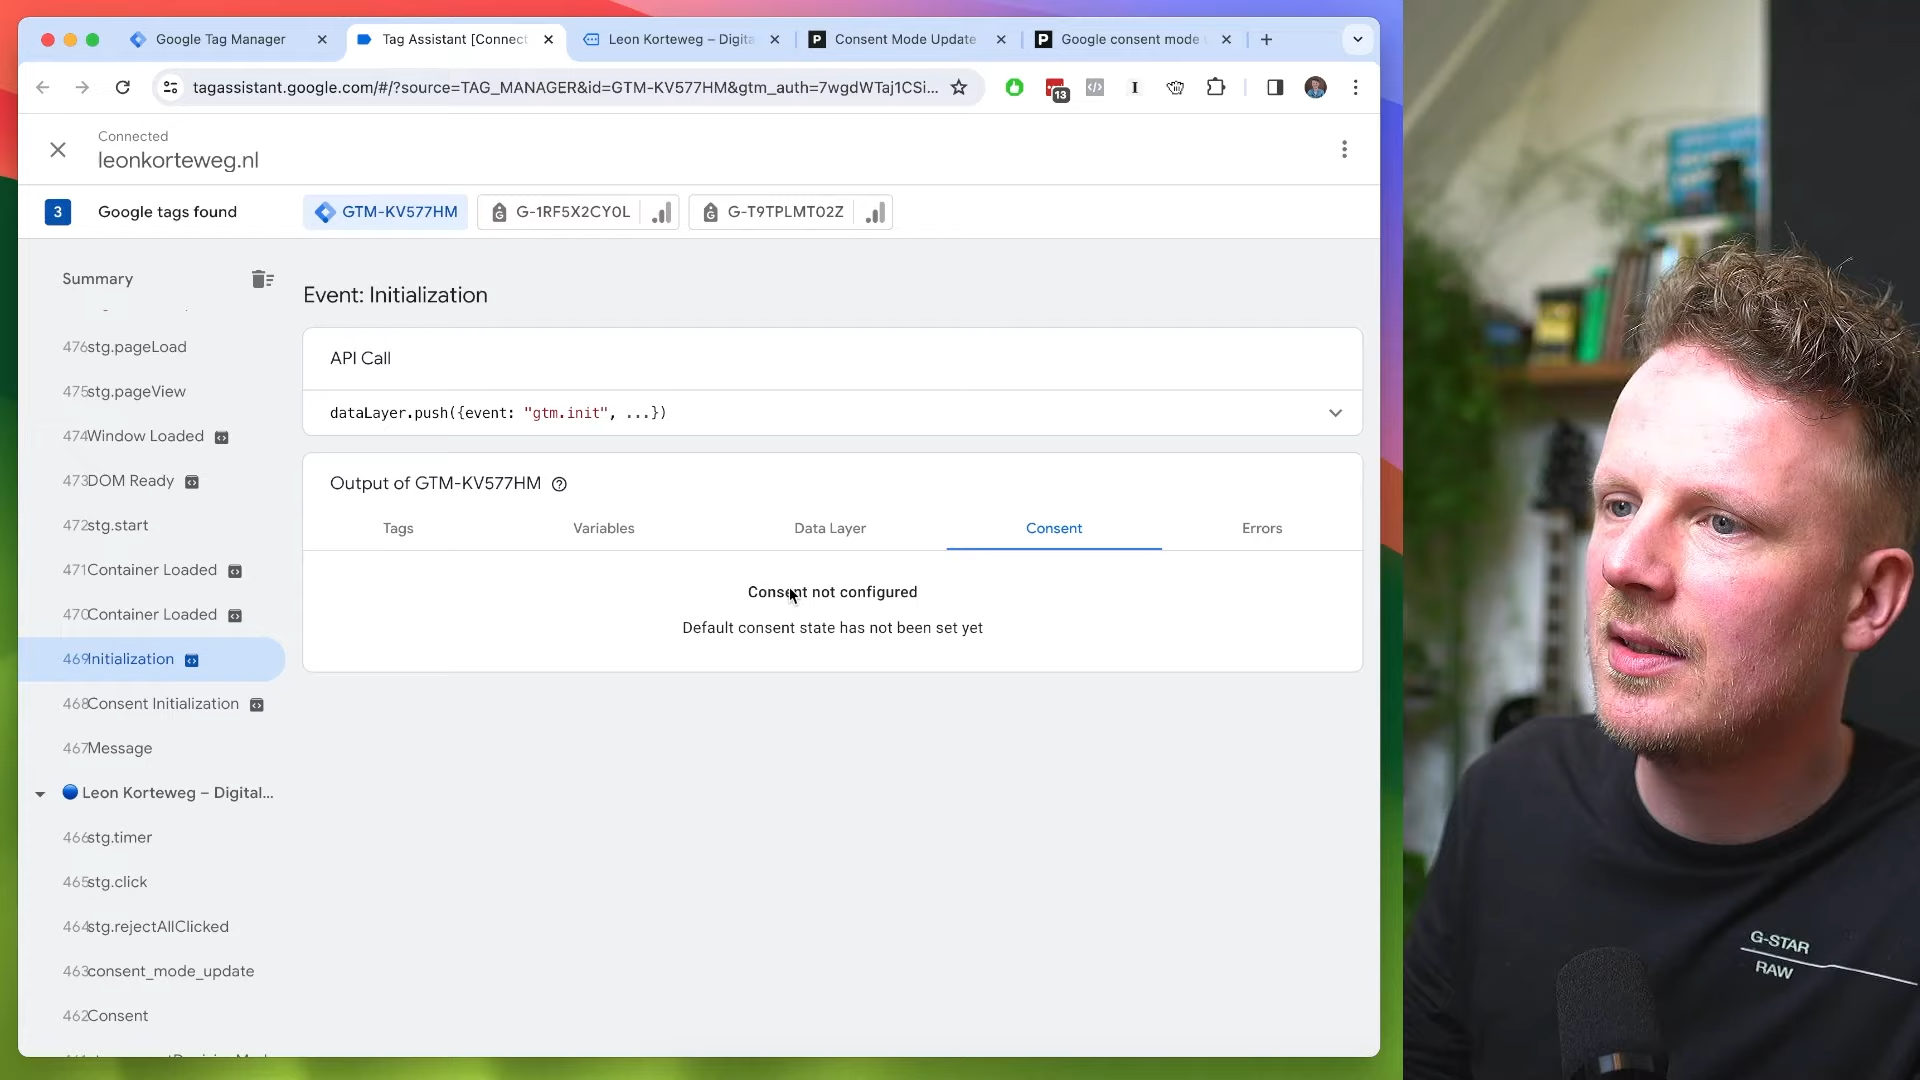 Google Tag Manager
Tag Assistant [Connect
Leon Korteweg – Digita
Consent Mode Update
Google consent mode
tagassistant.google.com/#/?source=TAG_MANAGER&id=GTM-KV577HM&gtm_auth=7wgdWTaj1CSi...
13
Connected
leonkorteweg.nl
3
Google tags found
GTM-KV577HM
G-1RF5X2CY0L
G-T9TPLMT02Z
Summary
476 stg.pageLoad
475 stg.pageView
474 Window Loaded
473 DOM Ready
472 stg.start
471 Container Loaded
470 Container Loaded
469 Initialization
468 Consent Initialization
467 Message
Leon Korteweg – Digital...
466 stg.timer
465 stg.click
464 stg.rejectAllClicked
463 consent_mode_update
462 Consent
Event: Initialization
API Call
dataLayer.push({event: "gtm.init", ...})
Output of GTM-KV577HM
Tags
Variables
Data Layer
Consent
Errors
Consent not configured
Default consent state has not been set yet
G-STAR
RAW